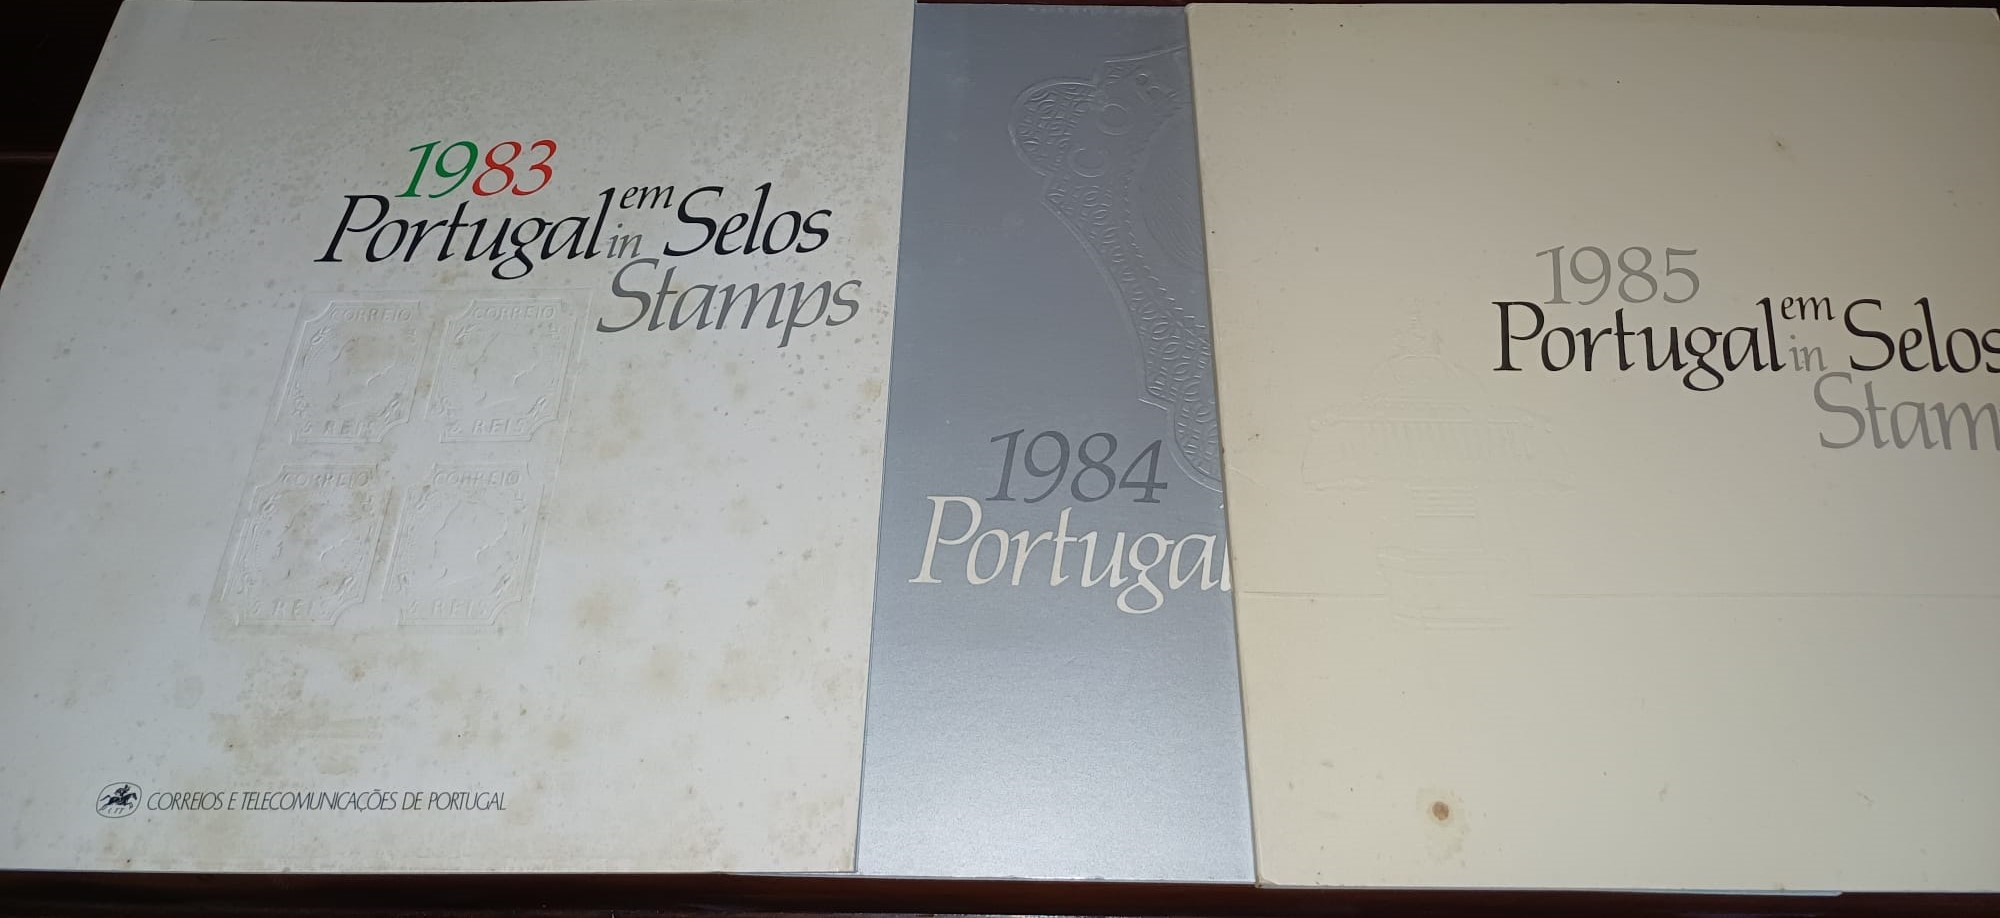 1983
Portugal em Selos
in Stamps
CORREIO CORREIO
5 REIS 5 REIS
CORREIO CORREIO
5 REIS 5 REIS
CORREIOS E TELECOMUNICAÇÕES DE PORTUGAL
1984
Portugal
1985
Portugal em Selos
in Stam